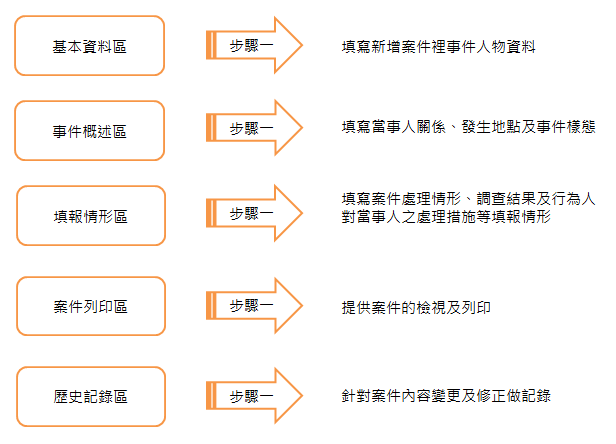 基本資料區
步驟一
填寫新增案件裡事件人物資料
事件概述區
步驟一
填寫當事人關係、發生地點及事件樣態
填報情形區
步驟一
填寫案件處理情形、調查結果及行為人
對當事人之處理措施等填報情形
案件列印區
步驟一
提供案件的檢視及列印
歷史記錄區
步驟一
針對案件內容變更及修正做記錄